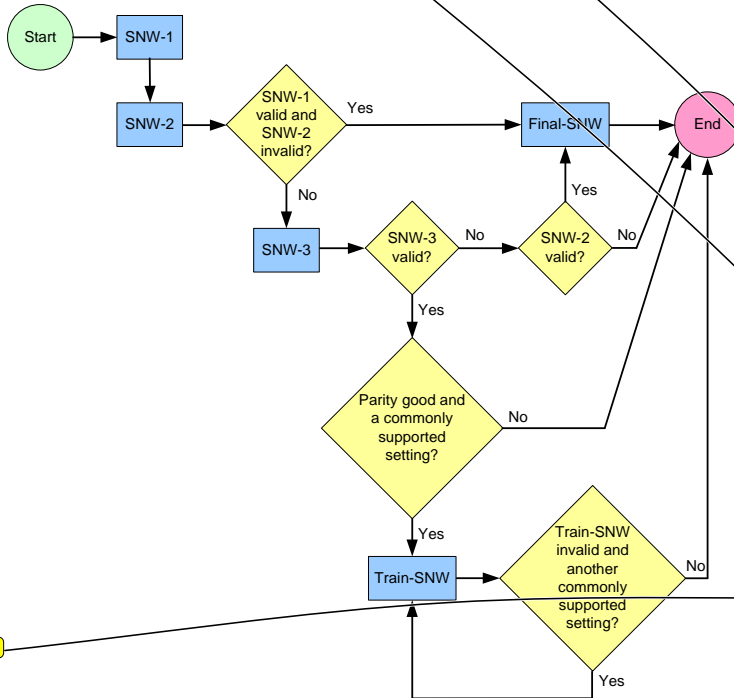 Start
SNW-1
SNW-2
SNW-1
valid and
SNW-2
invalid?
Yes
Final-SNW
End
No
Yes
SNW-3
SNW-3
valid?
No
SNW-2
valid?
No
Yes
Parity good and
a commonly
supported
setting?
No
Yes
Train-SNW
Train-SNW
invalid and
another
commonly
supported
setting?
No
Yes